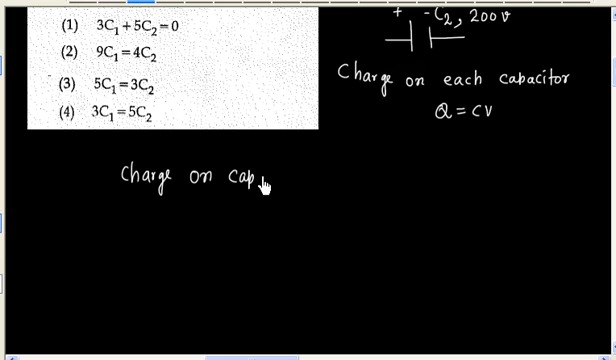 (1) 3C₁ + 5C₂ = 0
(2) 9C₁ = 4C₂
(3) 5C₁ = 3C₂
(4) 3C₁ = 5C₂
+ - C₂, 200 V
Charge on each capacitor
Q = CV
Charge on cap